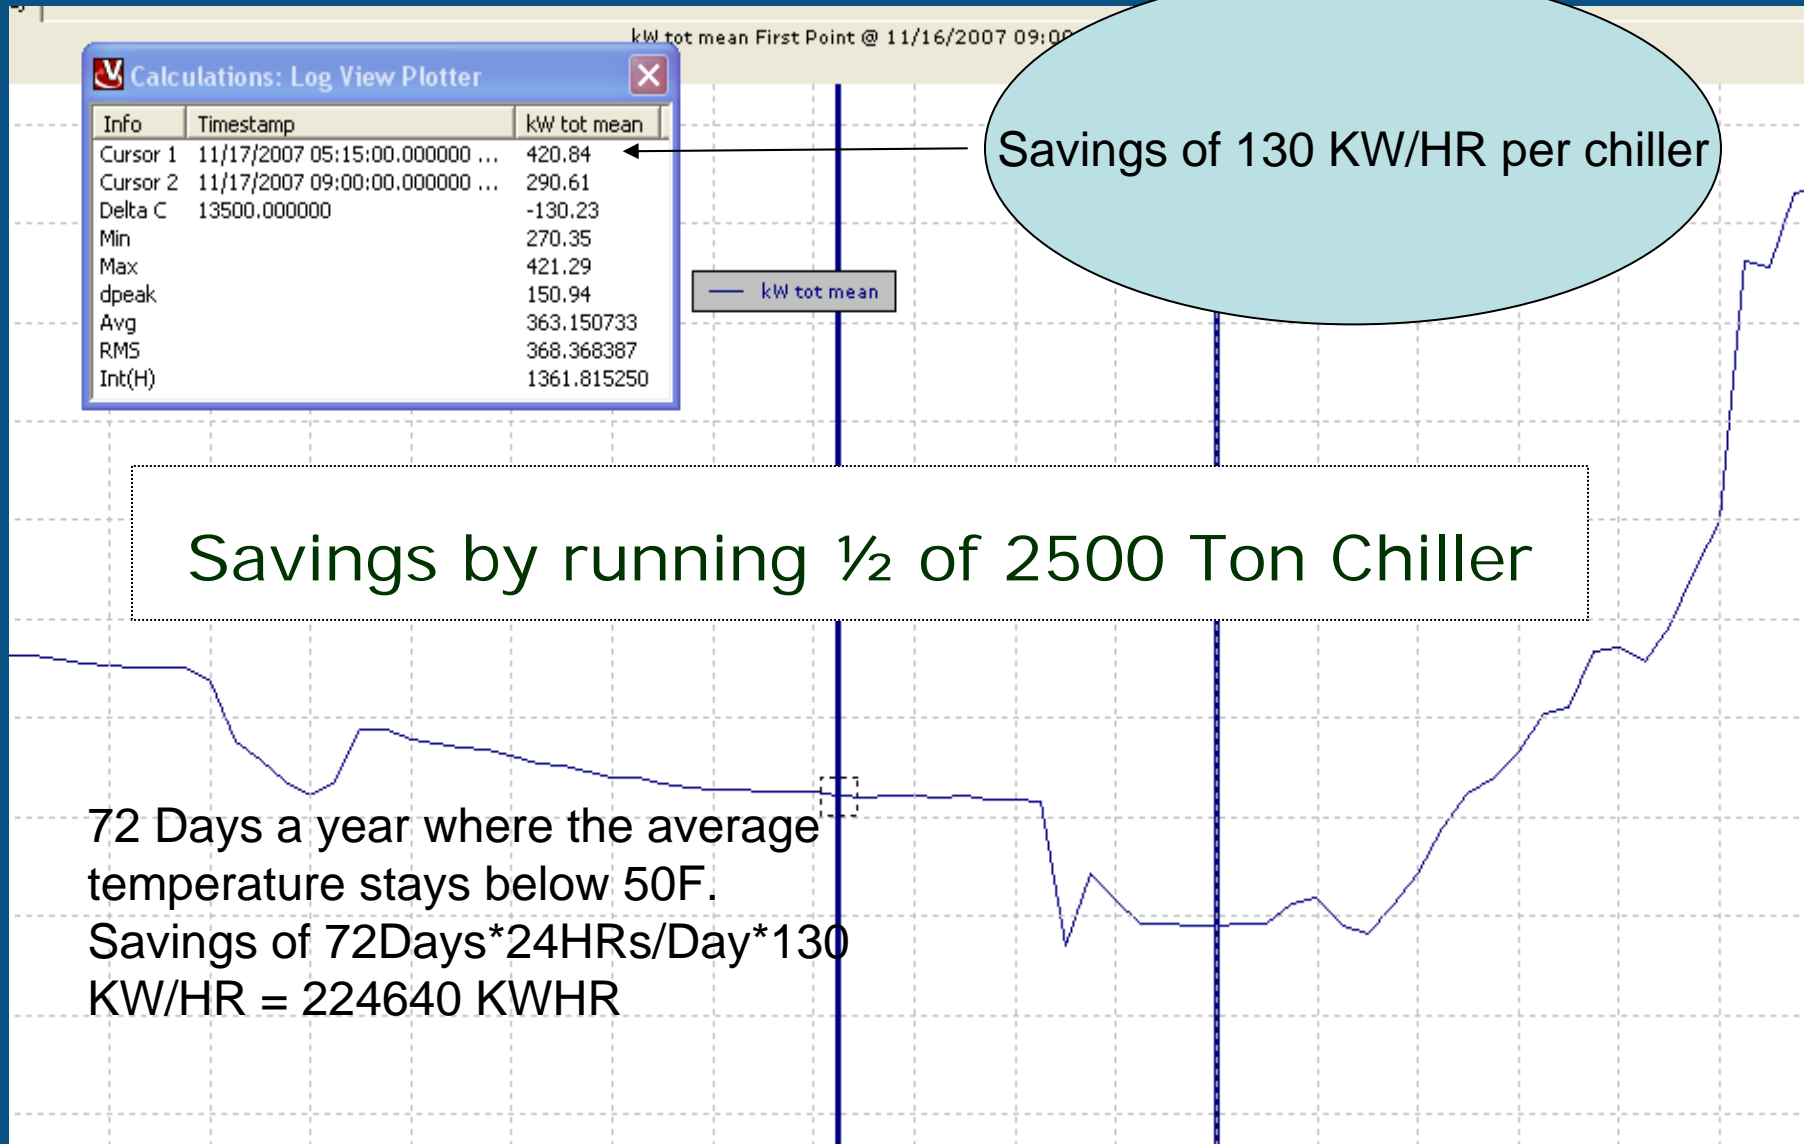 kW tot mean First Point @ 11/16/2007 09:00
Calculations: Log View Plotter
Info Timestamp kW tot mean
Cursor 1 11/17/2007 05:15:00.000000 ... 420.84
Cursor 2 11/17/2007 09:00:00.000000 ... 290.61
Delta C 13500.000000 -130.23
Min 270.35
Max 421.29
dpeak 150.94
Avg 363.150733
RMS 368.368387
Int(H) 1361.815250
Savings of 130 KW/HR per chiller
kW tot mean
Savings by running ½ of 2500 Ton Chiller
72 Days a year where the average
temperature stays below 50F.
Savings of 72Days*24HRs/Day*130
KW/HR = 224640 KWHR